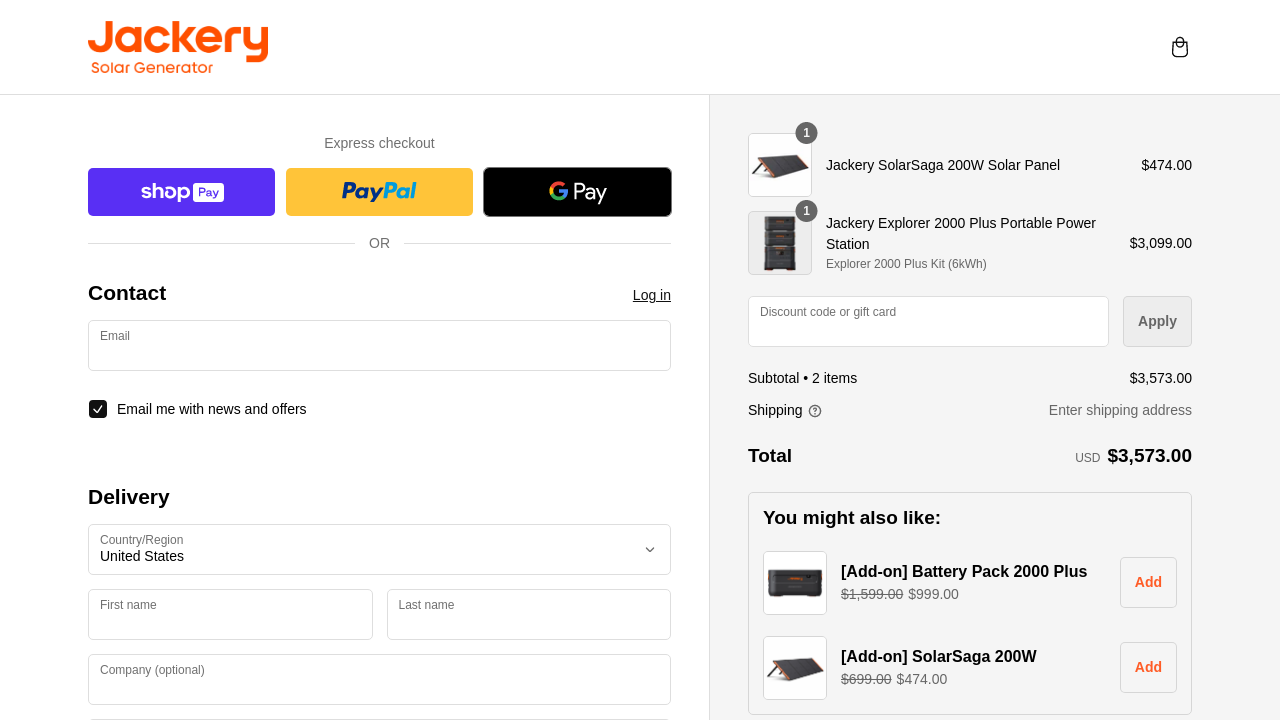 Jackery
Solar Generator
Express checkout
shop Pay
PayPal
G Pay
OR
Contact
Log in
Email
Email me with news and offers
Delivery
Country/Region
United States
First name
Last name
Company (optional)
1
Jackery SolarSaga 200W Solar Panel
$474.00
1
Jackery Explorer 2000 Plus Portable Power
Station
Explorer 2000 Plus Kit (6kWh)
$3,099.00
Discount code or gift card
Apply
Subtotal • 2 items
$3,573.00
Shipping
Enter shipping address
Total
USD $3,573.00
You might also like:
[Add-on] Battery Pack 2000 Plus
$1,599.00 $999.00
Add
[Add-on] SolarSaga 200W
$699.00 $474.00
Add